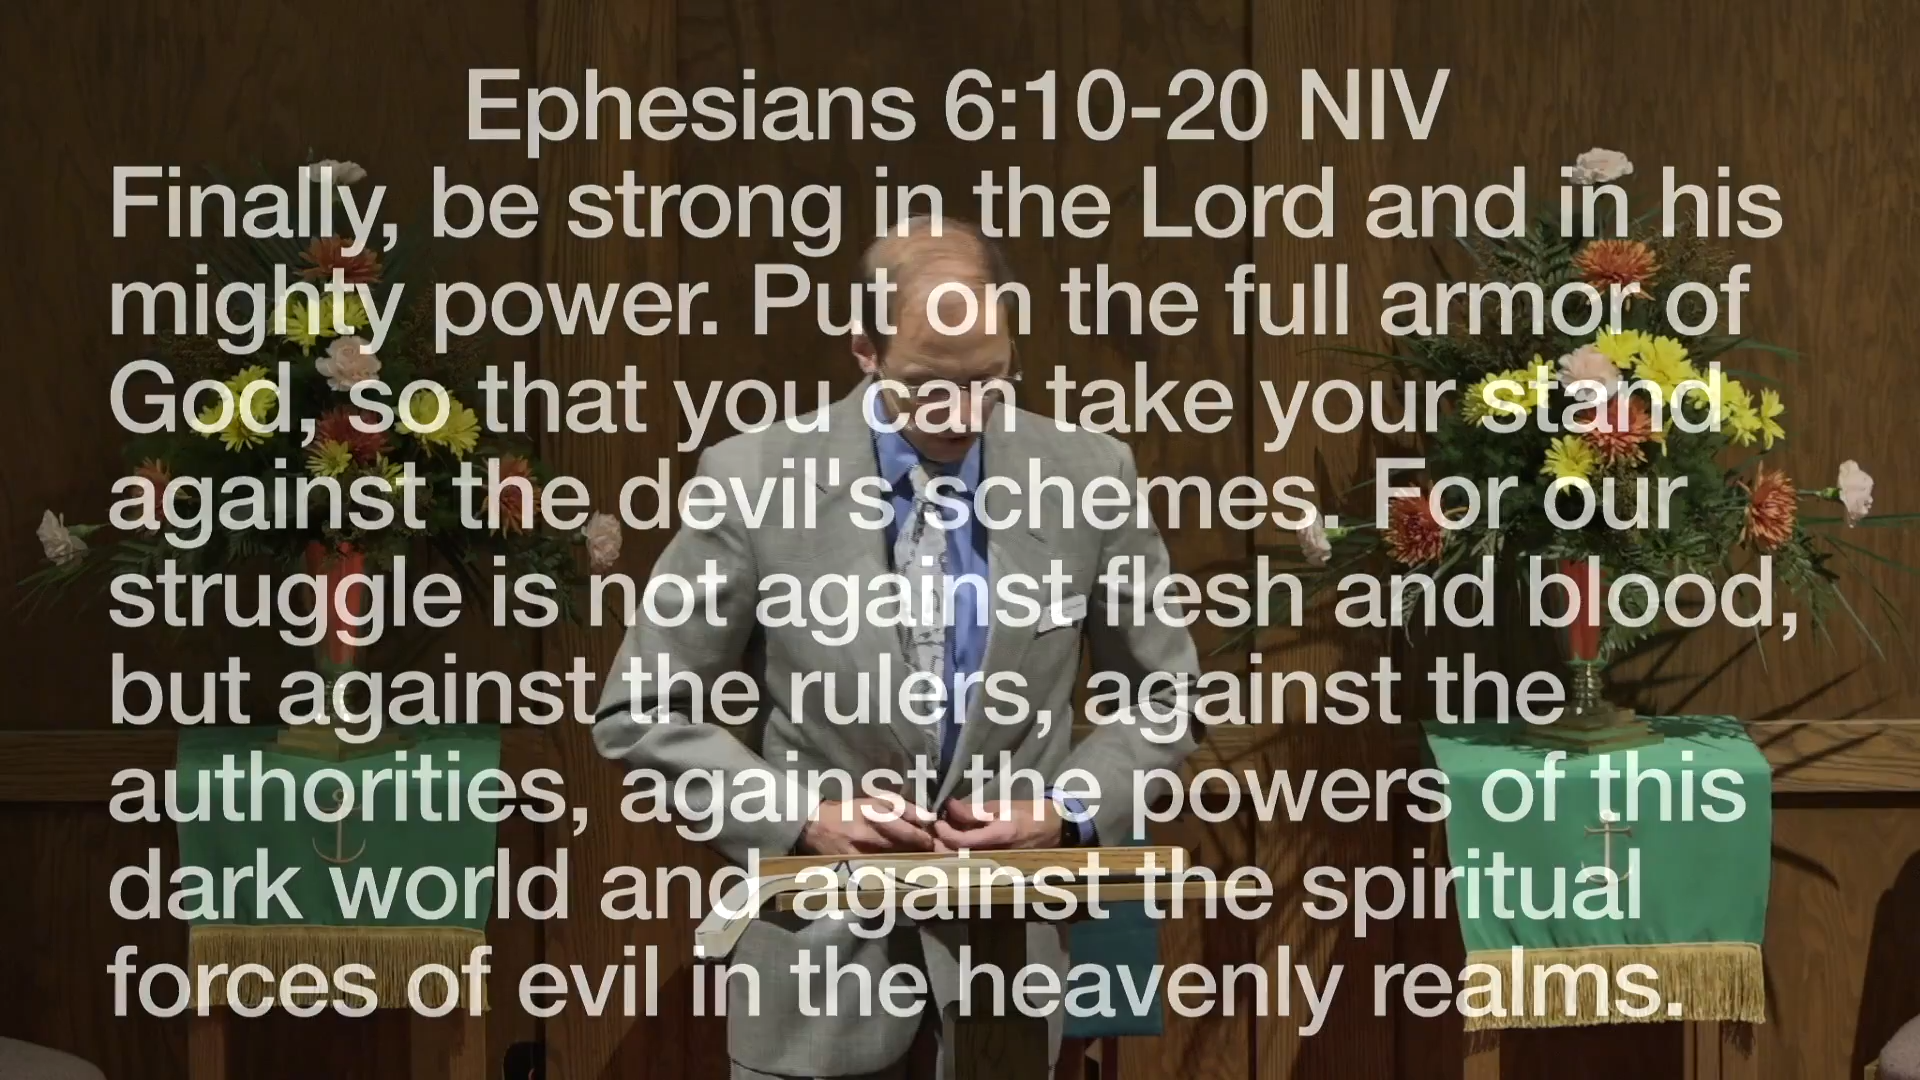 Ephesians 6:10-20 NIV
Finally, be strong in the Lord and in his
mighty power. Put on the full armor of
God, so that you can take your stand
against the devil's schemes. For our
struggle is not against flesh and blood,
but against the rulers, against the
authorities, against the powers of this
dark world and against the spiritual
forces of evil in the heavenly realms.